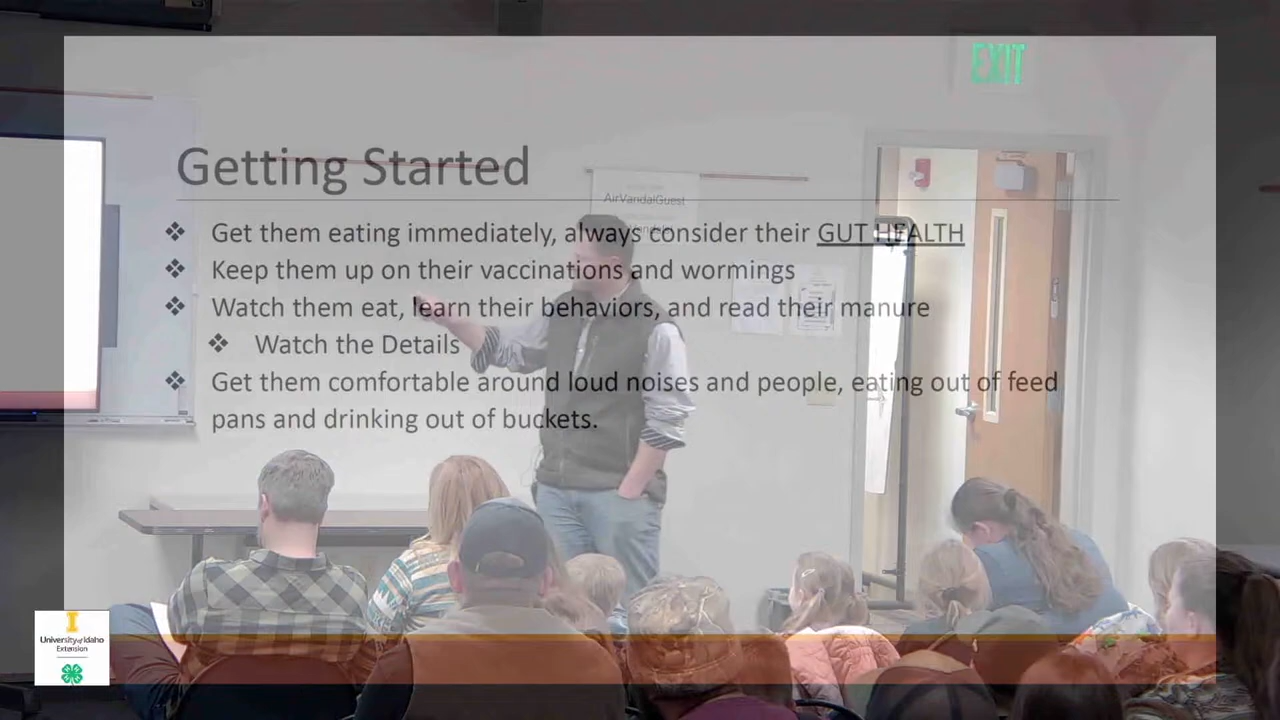 EXIT
Getting Started
AirVandalGuest
❖ Get them eating immediately, always consider their GUT HEALTH
❖ Keep them up on their vaccinations and wormings
❖ Watch them eat, learn their behaviors, and read their manure
❖ Watch the Details
❖ Get them comfortable around loud noises and people, eating out of feed
pans and drinking out of buckets.
I
University of Idaho
Extension